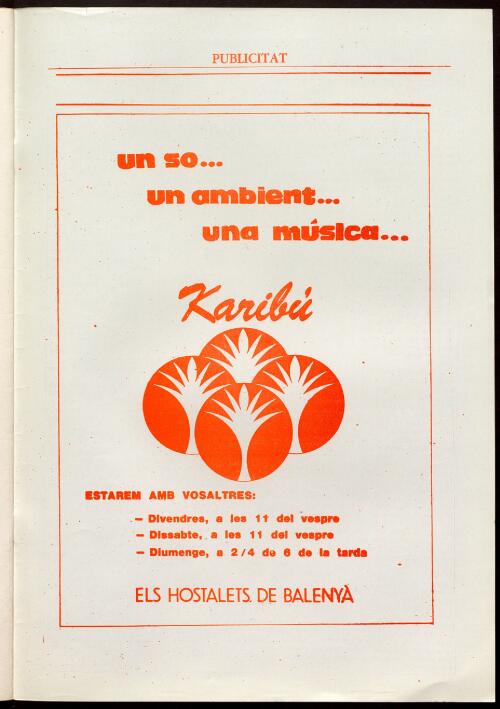 PUBLICITAT
un so...
un ambient...
una música...
Karibú
ESTAREM AMB VOSALTRES:
— Divendres, a les 11 del vespre
— Dissabte, a les 11 del vespre
— Diumenge, a 2/4 de 6 de la tarda
ELS HOSTALETS. DE BALENYÀ